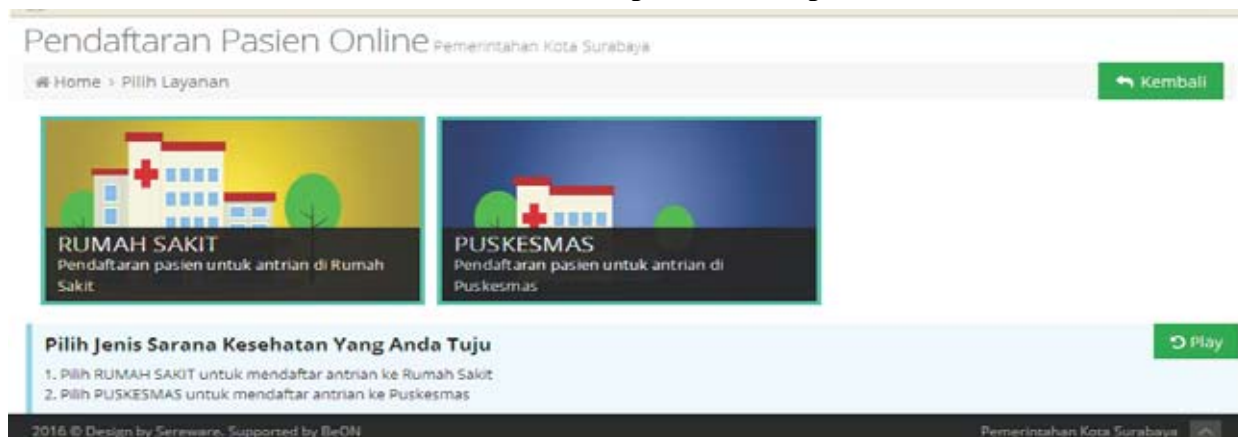 Pendaftaran Pasien Online Pemerintahan Kota Surabaya
Home > Pilih Layanan
Kembali
RUMAH SAKIT
Pendaftaran pasien untuk antrian di Rumah
Sakit
PUSKESMAS
Pendaftaran pasien untuk antrian di
Puskesmas
Pilih Jenis Sarana Kesehatan Yang Anda Tuju
Play
1. Pilih RUMAH SAKIT untuk mendaftar antrian ke Rumah Sakit
2. Pilih PUSKESMAS untuk mendaftar antrian ke Puskesmas
2016 © Design by Sereware. Supported by BeON
Pemerintahan Kota Surabaya